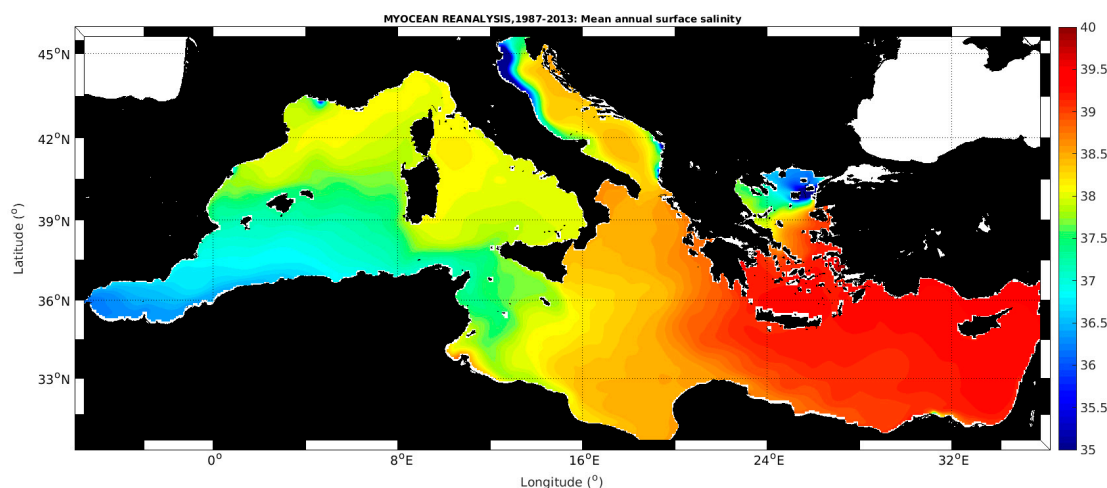 MYOCEAN REANALYSIS,1987-2013: Mean annual surface salinity
45°N
42°N
39°N
36°N
33°N
Latitude (°)
0°
8°E
16°E
24°E
32°E
Longitude (°)
40
39.5
39
38.5
38
37.5
37
36.5
36
35.5
35